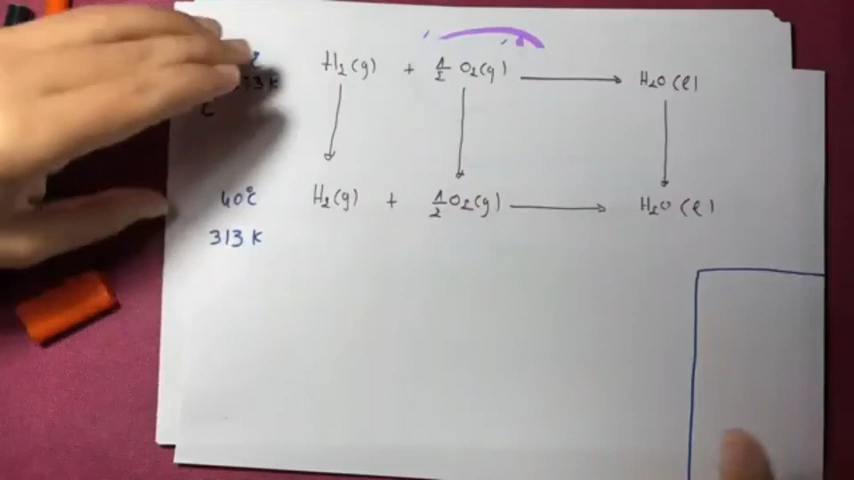 H₂(g) + 1/2 O₂(g) → H₂O(l)
40°C H₂(g) + 1/2 O₂(g) → H₂O(l)
313 K